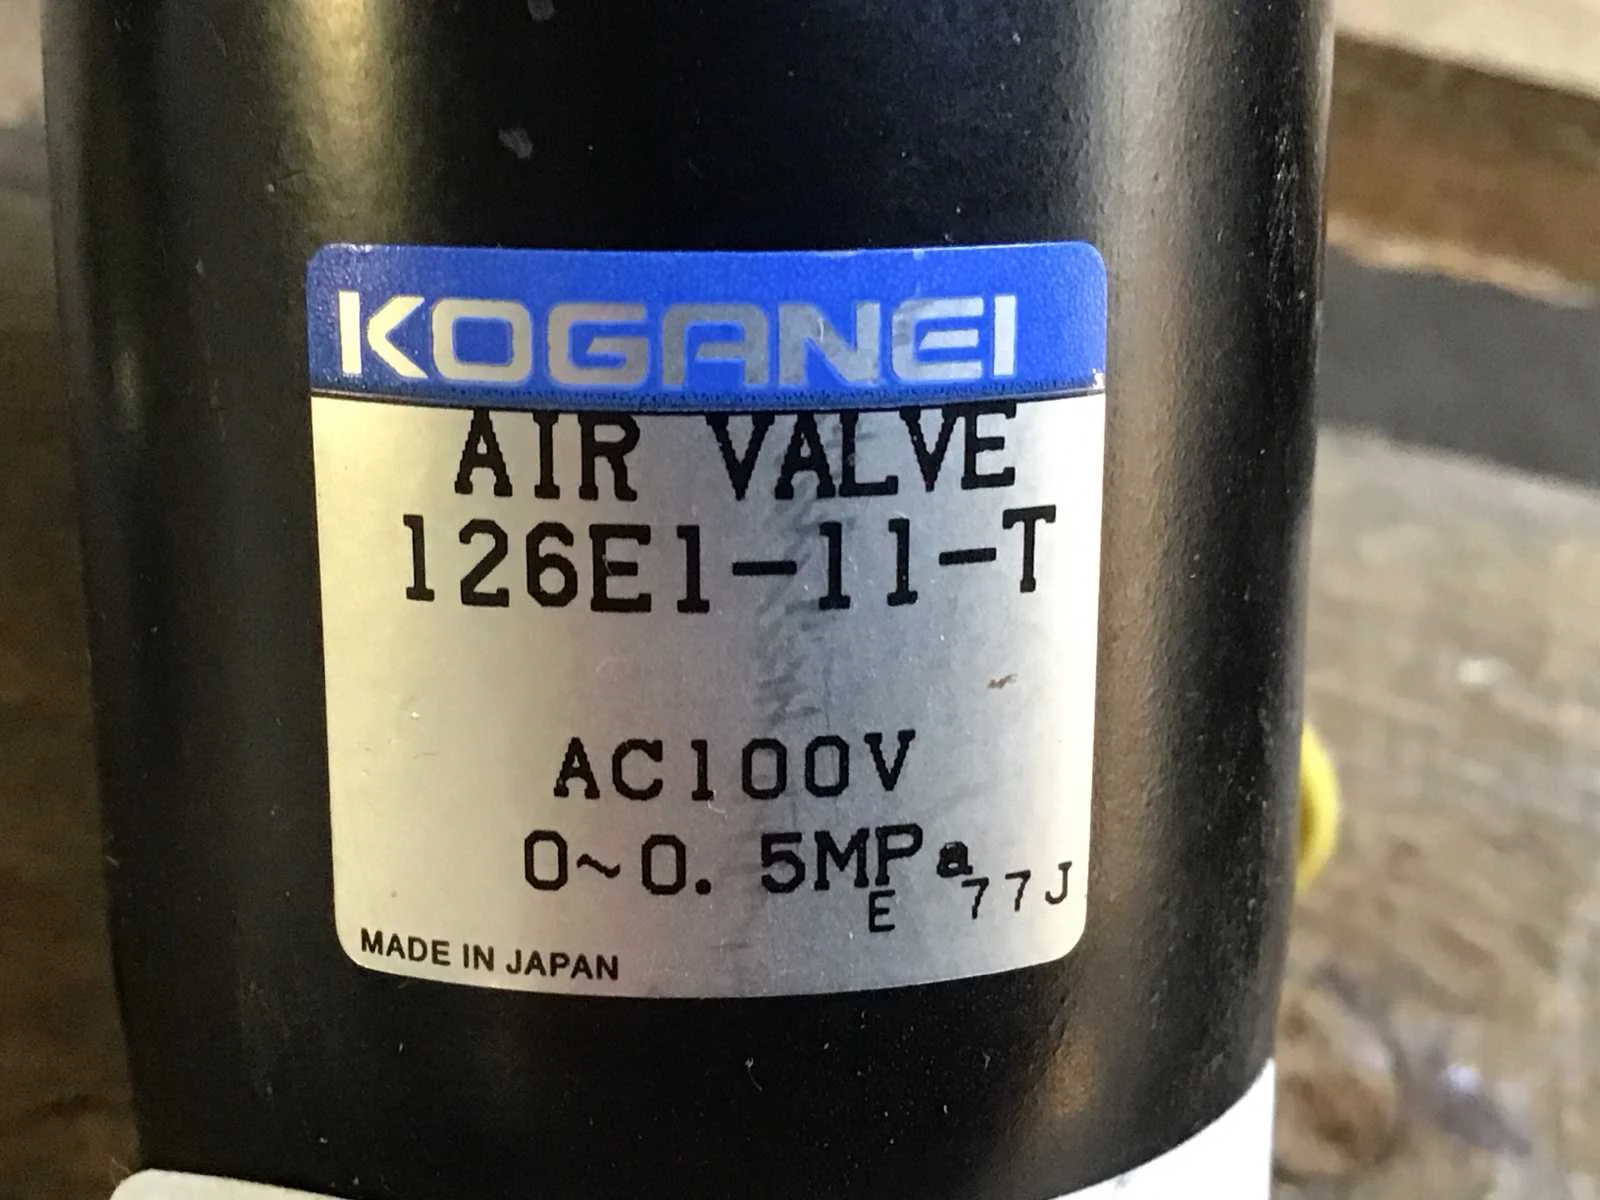 KOGANEI
AIR VALVE
126E1-11-T
AC100V
0~0.5MPa
E 77J
MADE IN JAPAN